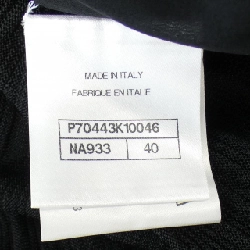 MADE IN ITALY
FABRIQUE EN ITALIE
P70443K10046
NA933 40